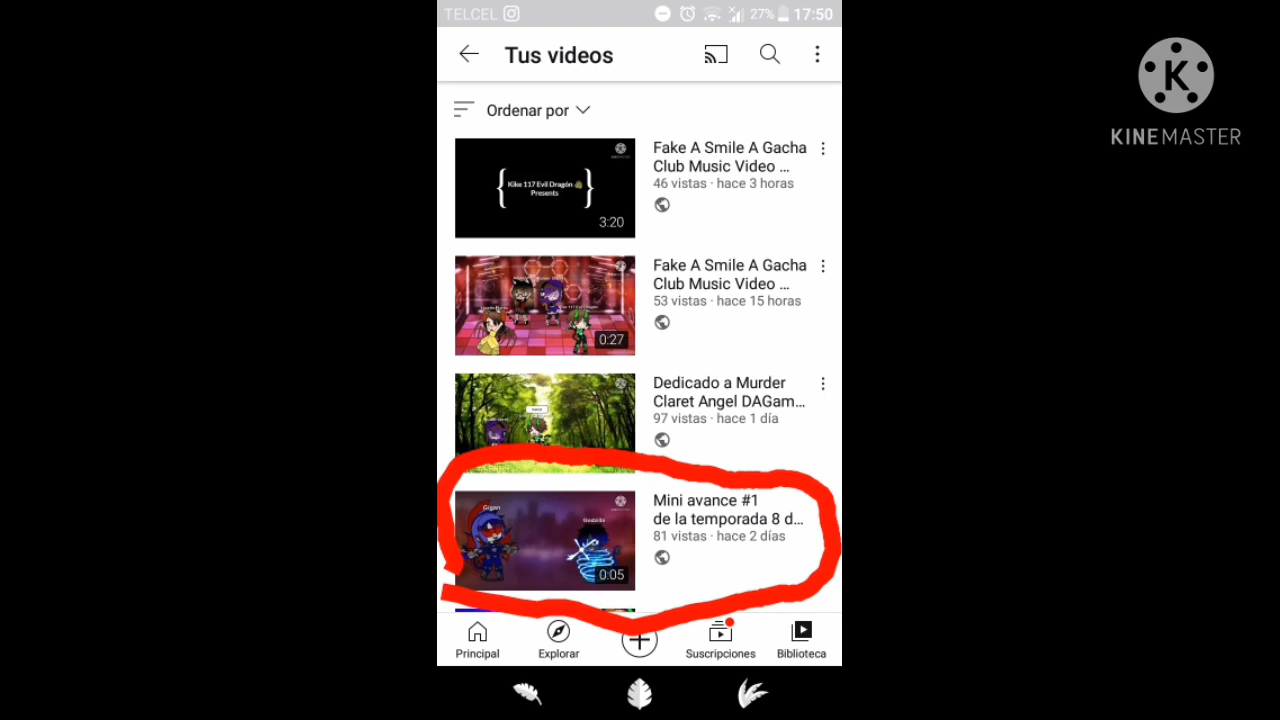 TELCEL
27% 17:50
Tus videos
Ordenar por
Kike 117 Evil Dragón
Presents
3:20
Fake A Smile A Gacha
Club Music Video ...
46 vistas · hace 3 horas
0:27
Fake A Smile A Gacha
Club Music Video ...
53 vistas · hace 15 horas
Dedicado a Murder
Claret Angel DAGam...
97 vistas · hace 1 día
Gigan
Godzilla
0:05
Mini avance #1
de la temporada 8 d...
81 vistas · hace 2 días
Principal
Explorar
Suscripciones
Biblioteca
K
KINEMASTER